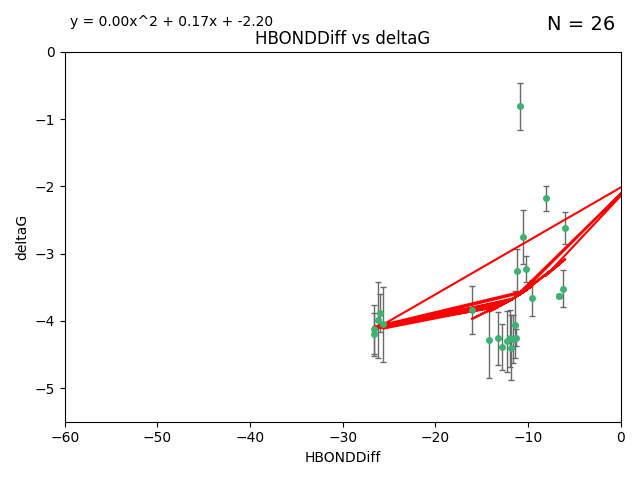 y = 0.00x^2 + 0.17x + -2.20
N = 26
HBONDDiff vs deltaG
deltaG
0
−1
−2
−3
−4
−5
−60
−50
−40
−30
−20
−10
0
HBONDDiff